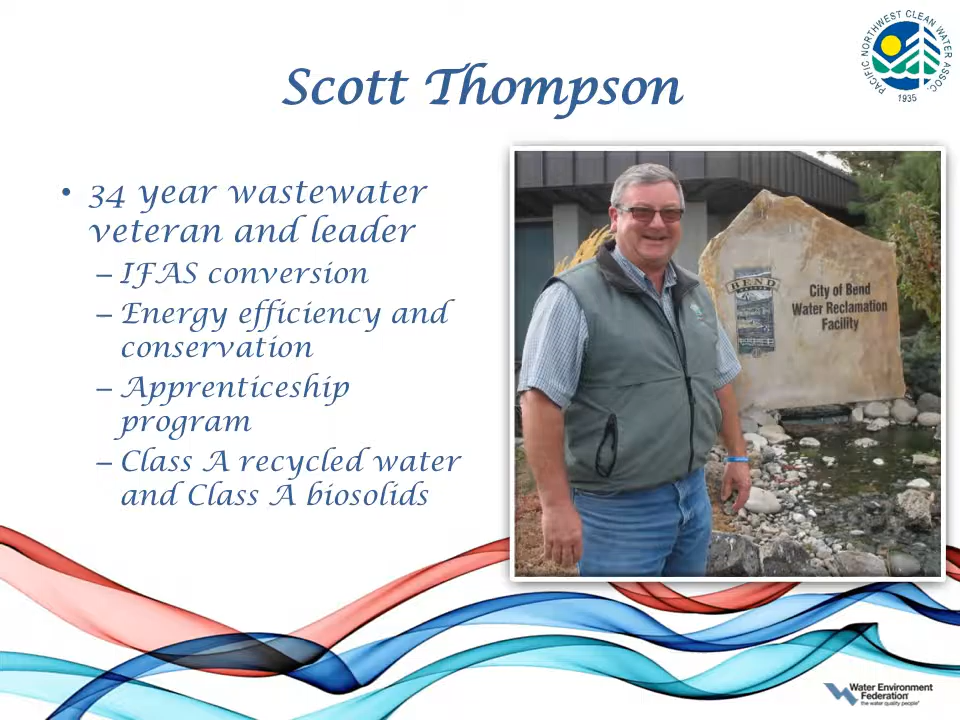 PACIFIC NORTHWEST CLEAN WATER ASSOC.
1935
Scott Thompson
• 34 year wastewater
veteran and leader
– IFAS conversion
– Energy efficiency and
conservation
– Apprenticeship
program
– Class A recycled water
and Class A biosolids
BEND
City of Bend
Water Reclamation
Facility
Water Environment
Federation
the water quality people